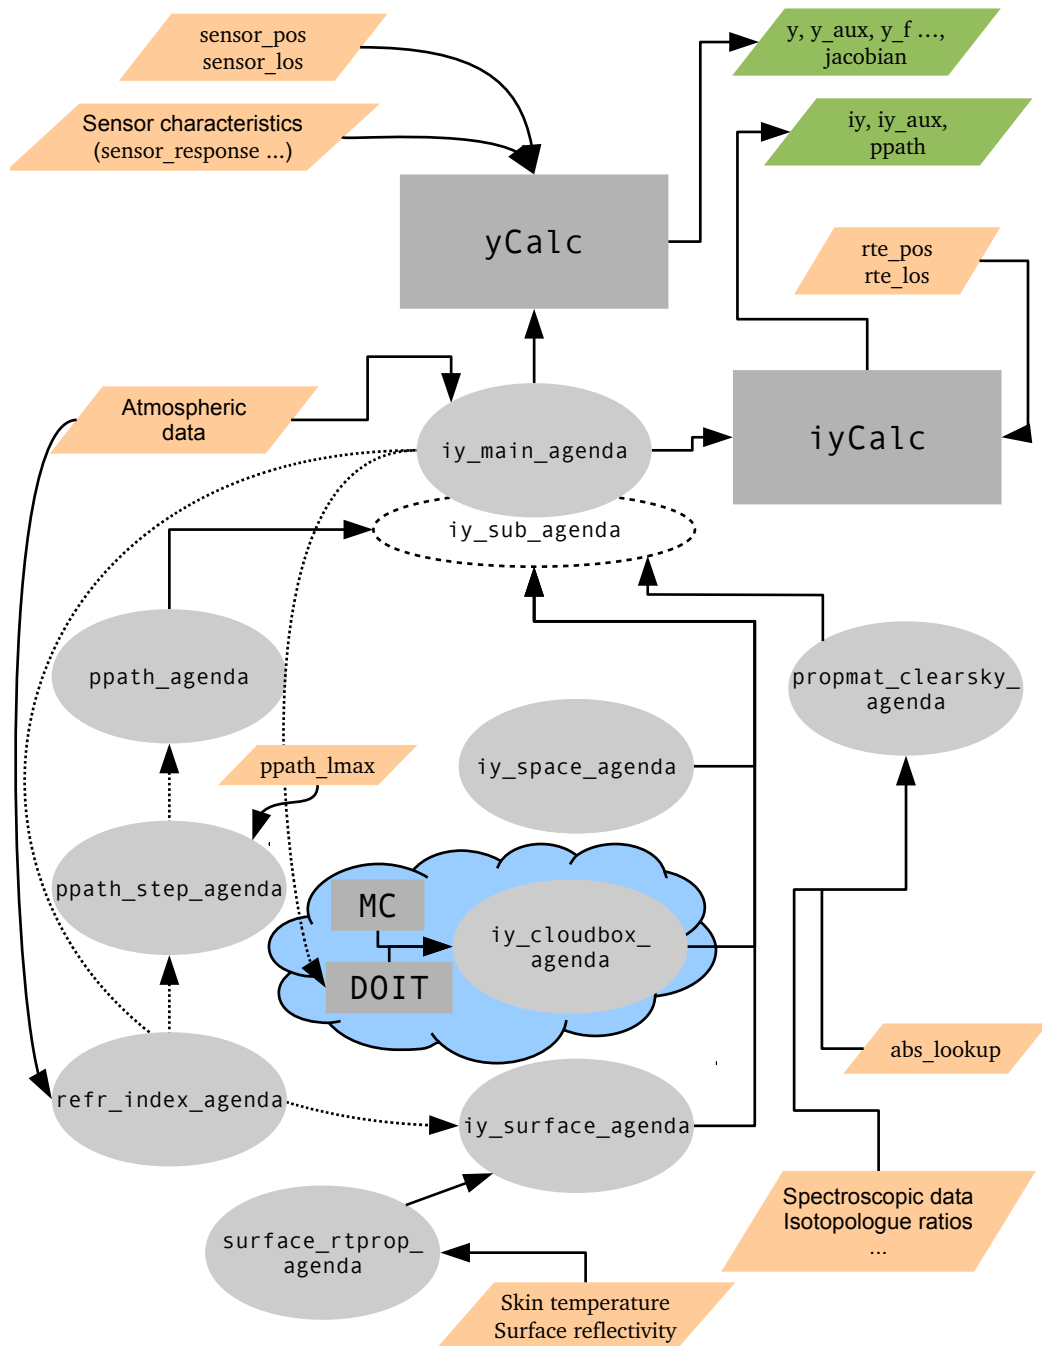 sensor_pos
sensor_los
y, y_aux, y_f ...,
jacobian
Sensor characteristics
(sensor_response ...)
iy, iy_aux,
ppath
yCalc
rte_pos
rte_los
Atmospheric
data
iy_main_agenda
iyCalc
iy_sub_agenda
ppath_agenda
propmat_clearsky_
agenda
ppath_lmax
iy_space_agenda
ppath_step_agenda
MC
iy_cloudbox_
agenda
DOIT
abs_lookup
refr_index_agenda
iy_surface_agenda
Spectroscopic data
Isotopologue ratios
...
surface_rtprop_
agenda
Skin temperature
Surface reflectivity